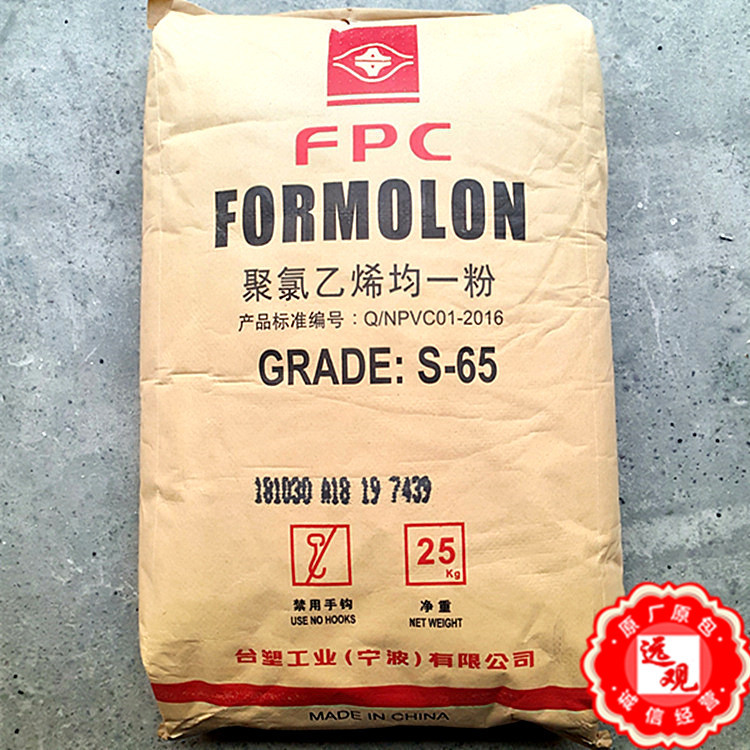 FPC
FORMOLON
聚氯乙烯均一粉
产品标准编号：Q/NPVC01-2016
GRADE: S-65
181030 A18 19 7439
25
Kg
禁用手钩
USE NO HOOKS
净重
NET WEIGHT
台塑工业(宁波)有限公司
MADE IN CHINA
原厂原包
远观
诚信经营